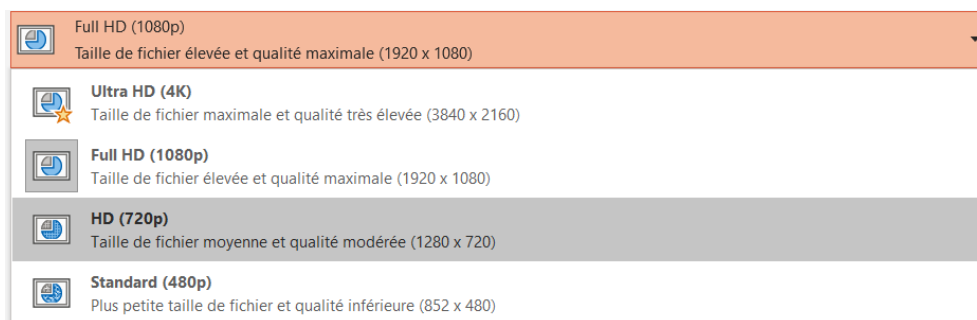 Full HD (1080p)
Taille de fichier élevée et qualité maximale (1920 x 1080)
Ultra HD (4K)
Taille de fichier maximale et qualité très élevée (3840 x 2160)
Full HD (1080p)
Taille de fichier élevée et qualité maximale (1920 x 1080)
HD (720p)
Taille de fichier moyenne et qualité modérée (1280 x 720)
Standard (480p)
Plus petite taille de fichier et qualité inférieure (852 x 480)